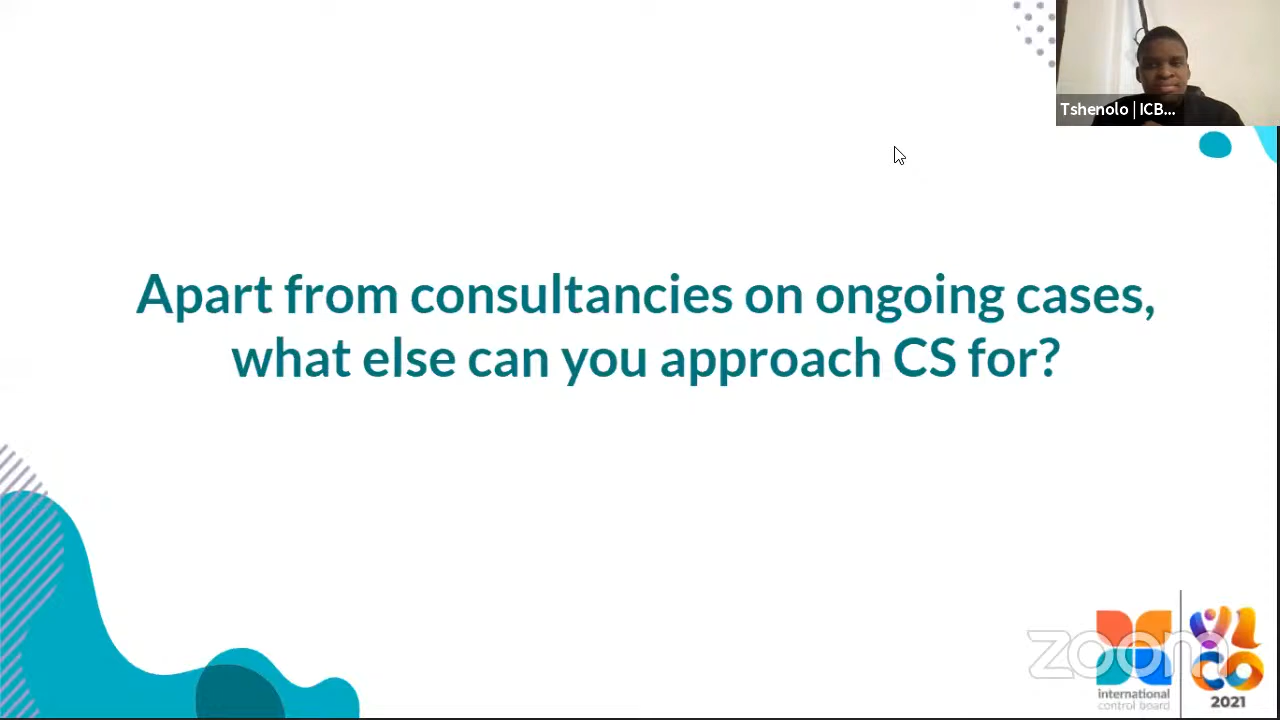 Tshenolo | ICB...
Apart from consultancies on ongoing cases,
what else can you approach CS for?
zoom
international
control board
YLCO
2021